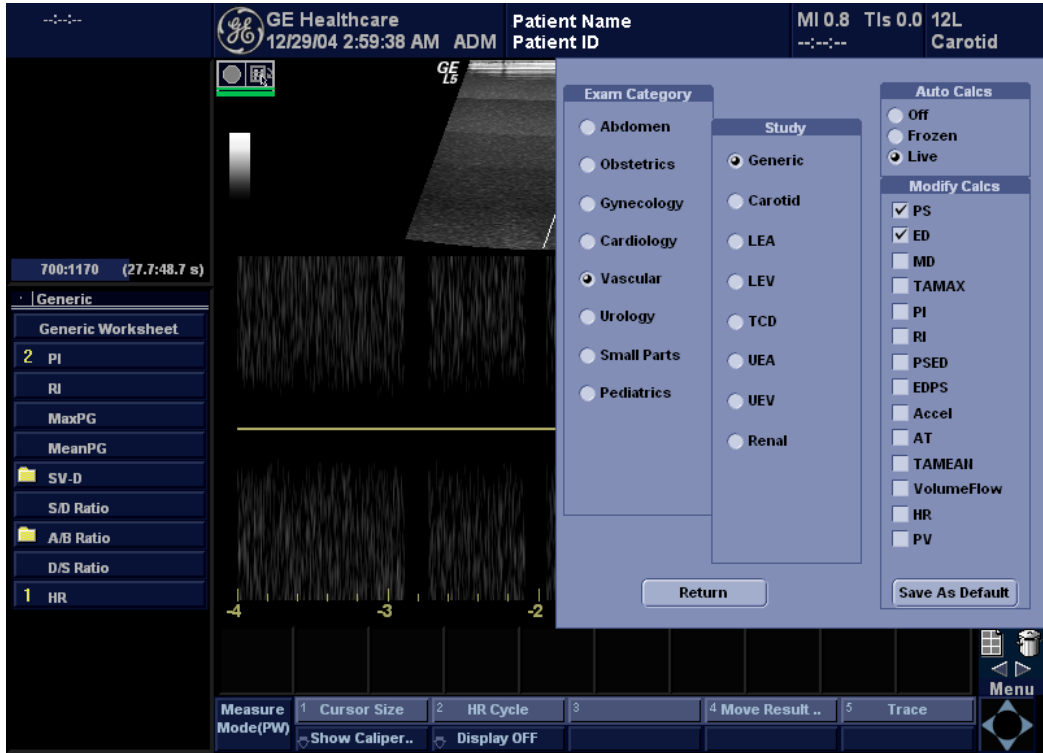 --:--:--
GE Healthcare
12/29/04 2:59:38 AM ADM
Patient Name
Patient ID
MI 0.8 TIs 0.0
--:--:--
12L
Carotid
GE
L5
700:1170 (27.7:48.7 s)
Generic
Generic Worksheet
2 PI
RI
MaxPG
MeanPG
SV-D
S/D Ratio
A/B Ratio
D/S Ratio
1 HR
-4 -3 -2
Exam Category
Abdomen
Obstetrics
Gynecology
Cardiology
Vascular
Urology
Small Parts
Pediatrics
Study
Generic
Carotid
LEA
LEV
TCD
UEA
UEV
Renal
Auto Calcs
Off
Frozen
Live
Modify Calcs
PS
ED
MD
TAMAX
PI
RI
PSED
EDPS
Accel
AT
TAMEAN
VolumeFlow
HR
PV
Return
Save As Default
Menu
Measure
Mode(PW)
1 Cursor Size
2 HR Cycle
3
4 Move Result ..
5 Trace
Show Caliper..
Display OFF